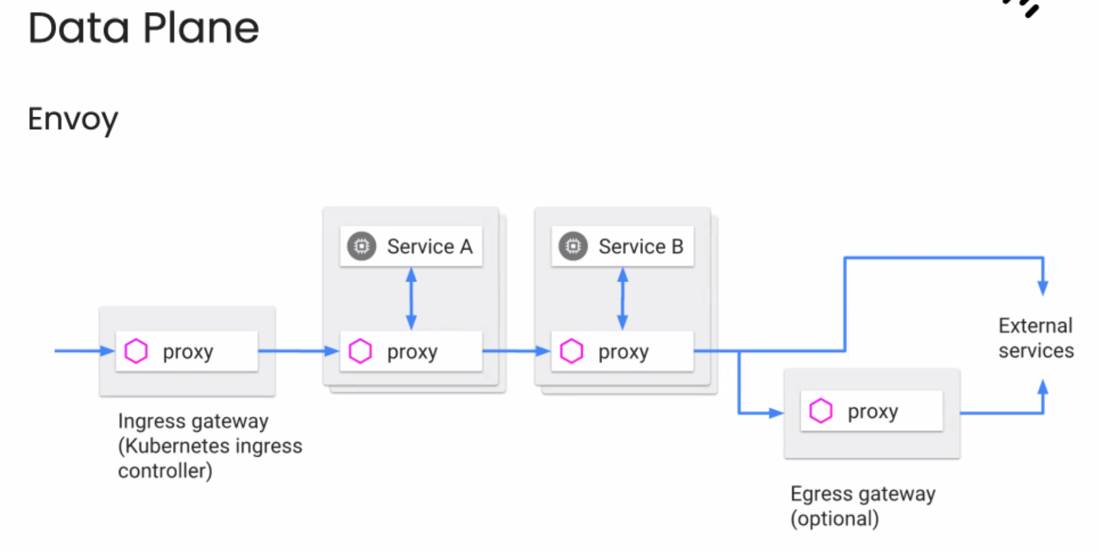 Data Plane
Envoy
Service A
Service B
proxy
proxy
proxy
External
services
proxy
Ingress gateway
(Kubernetes ingress
controller)
Egress gateway
(optional)